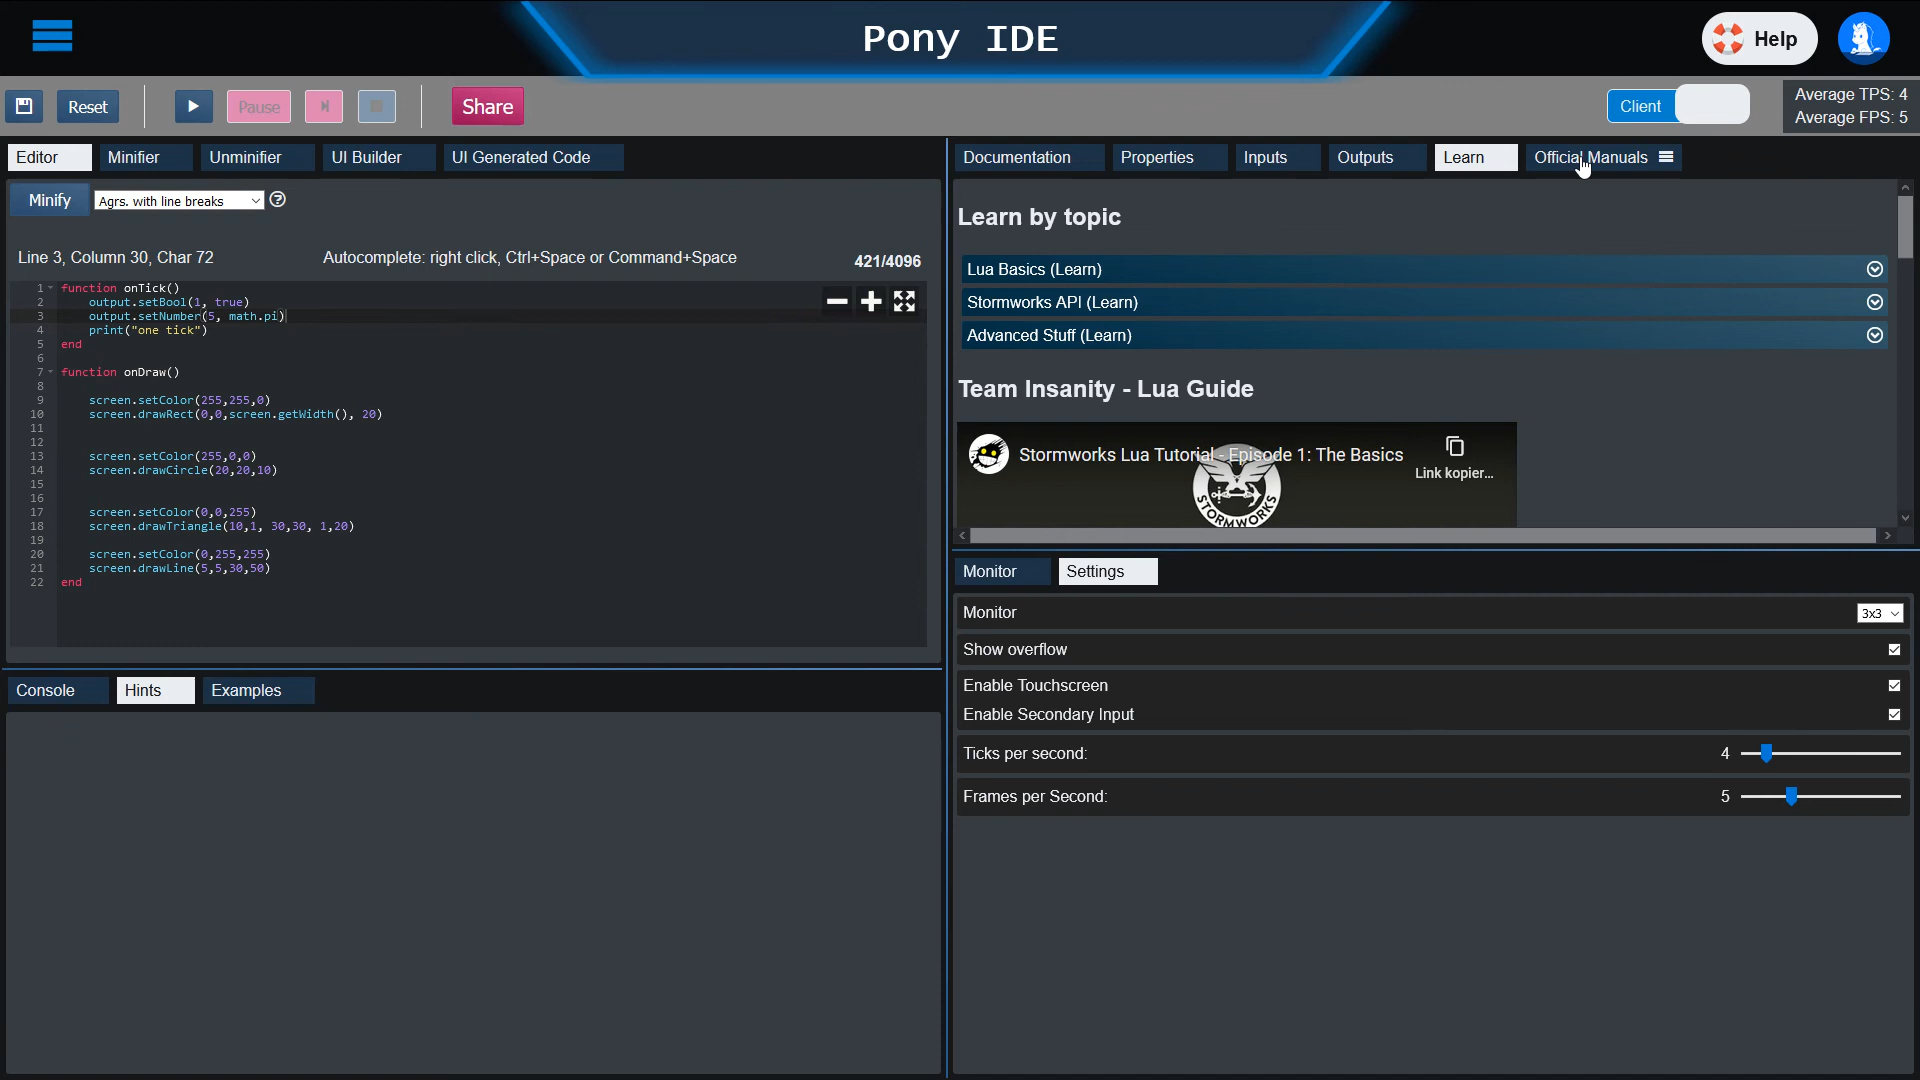 Pony IDE
Help
Reset
Pause
Share
Client
Average TPS: 4
Average FPS: 5
Editor
Minifier
Unminifier
UI Builder
UI Generated Code
Minify
Agrs. with line breaks
Line 3, Column 30, Char 72
Autocomplete: right click, Ctrl+Space or Command+Space
421/4096
1 function onTick()
2 output.setBool(1, true)
3 output.setNumber(5, math.pi)
4 print("one tick")
5 end
6
7 function onDraw()
8
9 screen.setColor(255,255,0)
10 screen.drawRect(0,0,screen.getWidth(), 20)
11
12
13 screen.setColor(255,0,0)
14 screen.drawCircle(20,20,10)
15
16
17 screen.setColor(0,0,255)
18 screen.drawTriangle(10,1, 30,30, 1,20)
19
20 screen.setColor(0,255,255)
21 screen.drawLine(5,5,30,50)
22 end
Console
Hints
Examples
Documentation
Properties
Inputs
Outputs
Learn
Official Manuals
Learn by topic
Lua Basics (Learn)
Stormworks API (Learn)
Advanced Stuff (Learn)
Team Insanity - Lua Guide
Stormworks Lua Tutorial - Episode 1: The Basics
Link kopier...
STORMWORKS
Monitor
Settings
Monitor
3x3
Show overflow
Enable Touchscreen
Enable Secondary Input
Ticks per second:
4
Frames per Second:
5